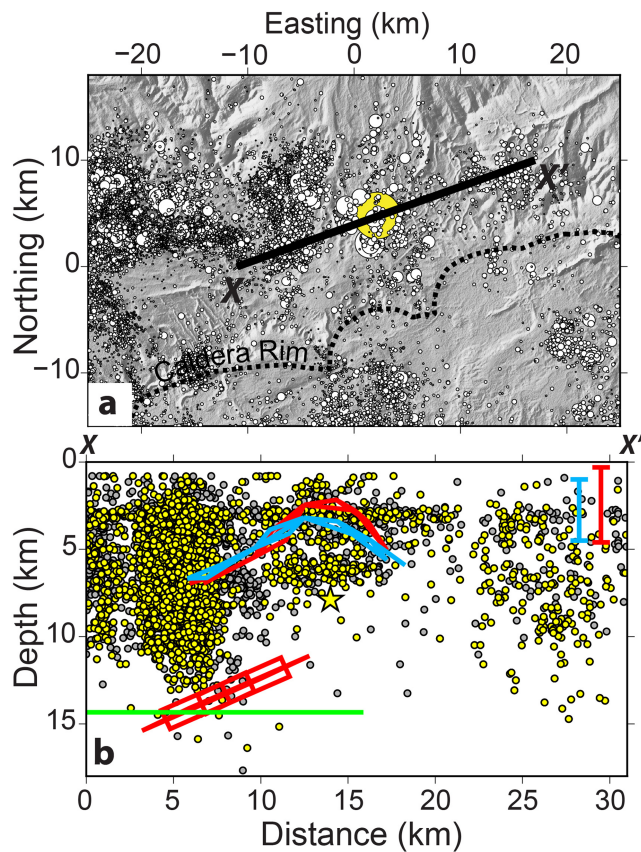 Easting (km)
−20 −10 0 10 20
Northing (km)
10
0
−10
X
X'
Caldera Rim
a
X X'
Depth (km)
0
5
10
15
b
0 5 10 15 20 25 30
Distance (km)